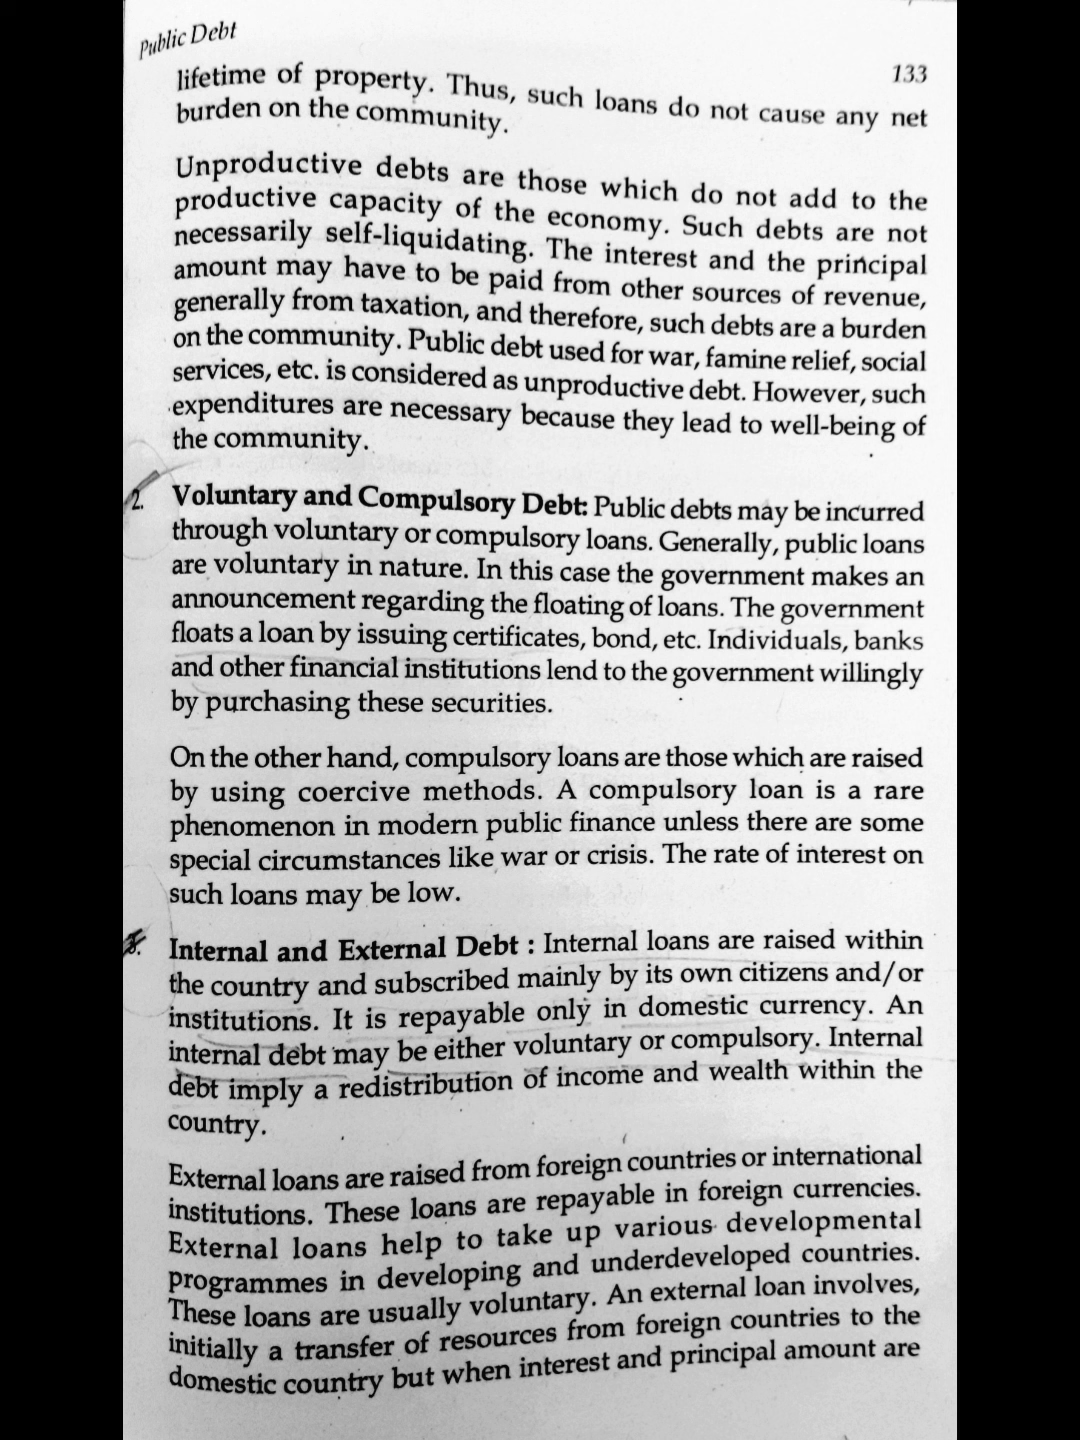 Public Debt
133
lifetime of property. Thus, such loans do not cause any net
burden on the community.
Unproductive debts are those which do not add to the
productive capacity of the economy. Such debts are not
necessarily self-liquidating. The interest and the principal
amount may have to be paid from other sources of revenue,
generally from taxation, and therefore, such debts are a burden
on the community. Public debt used for war, famine relief, social
services, etc. is considered as unproductive debt. However, such
expenditures are necessary because they lead to well-being of
the community.
2. Voluntary and Compulsory Debt: Public debts may be incurred
through voluntary or compulsory loans. Generally, public loans
are voluntary in nature. In this case the government makes an
announcement regarding the floating of loans. The government
floats a loan by issuing certificates, bond, etc. Individuals, banks
and other financial institutions lend to the government willingly
by purchasing these securities.
On the other hand, compulsory loans are those which are raised
by using coercive methods. A compulsory loan is a rare
phenomenon in modern public finance unless there are some
special circumstances like war or crisis. The rate of interest on
such loans may be low.
3. Internal and External Debt : Internal loans are raised within
the country and subscribed mainly by its own citizens and/or
institutions. It is repayable only in domestic currency. An
internal debt may be either voluntary or compulsory. Internal
debt imply a redistribution of income and wealth within the
country.
External loans are raised from foreign countries or international
institutions. These loans are repayable in foreign currencies.
External loans help to take up various developmental
programmes in developing and underdeveloped countries.
These loans are usually voluntary. An external loan involves,
initially a transfer of resources from foreign countries to the
domestic country but when interest and principal amount are